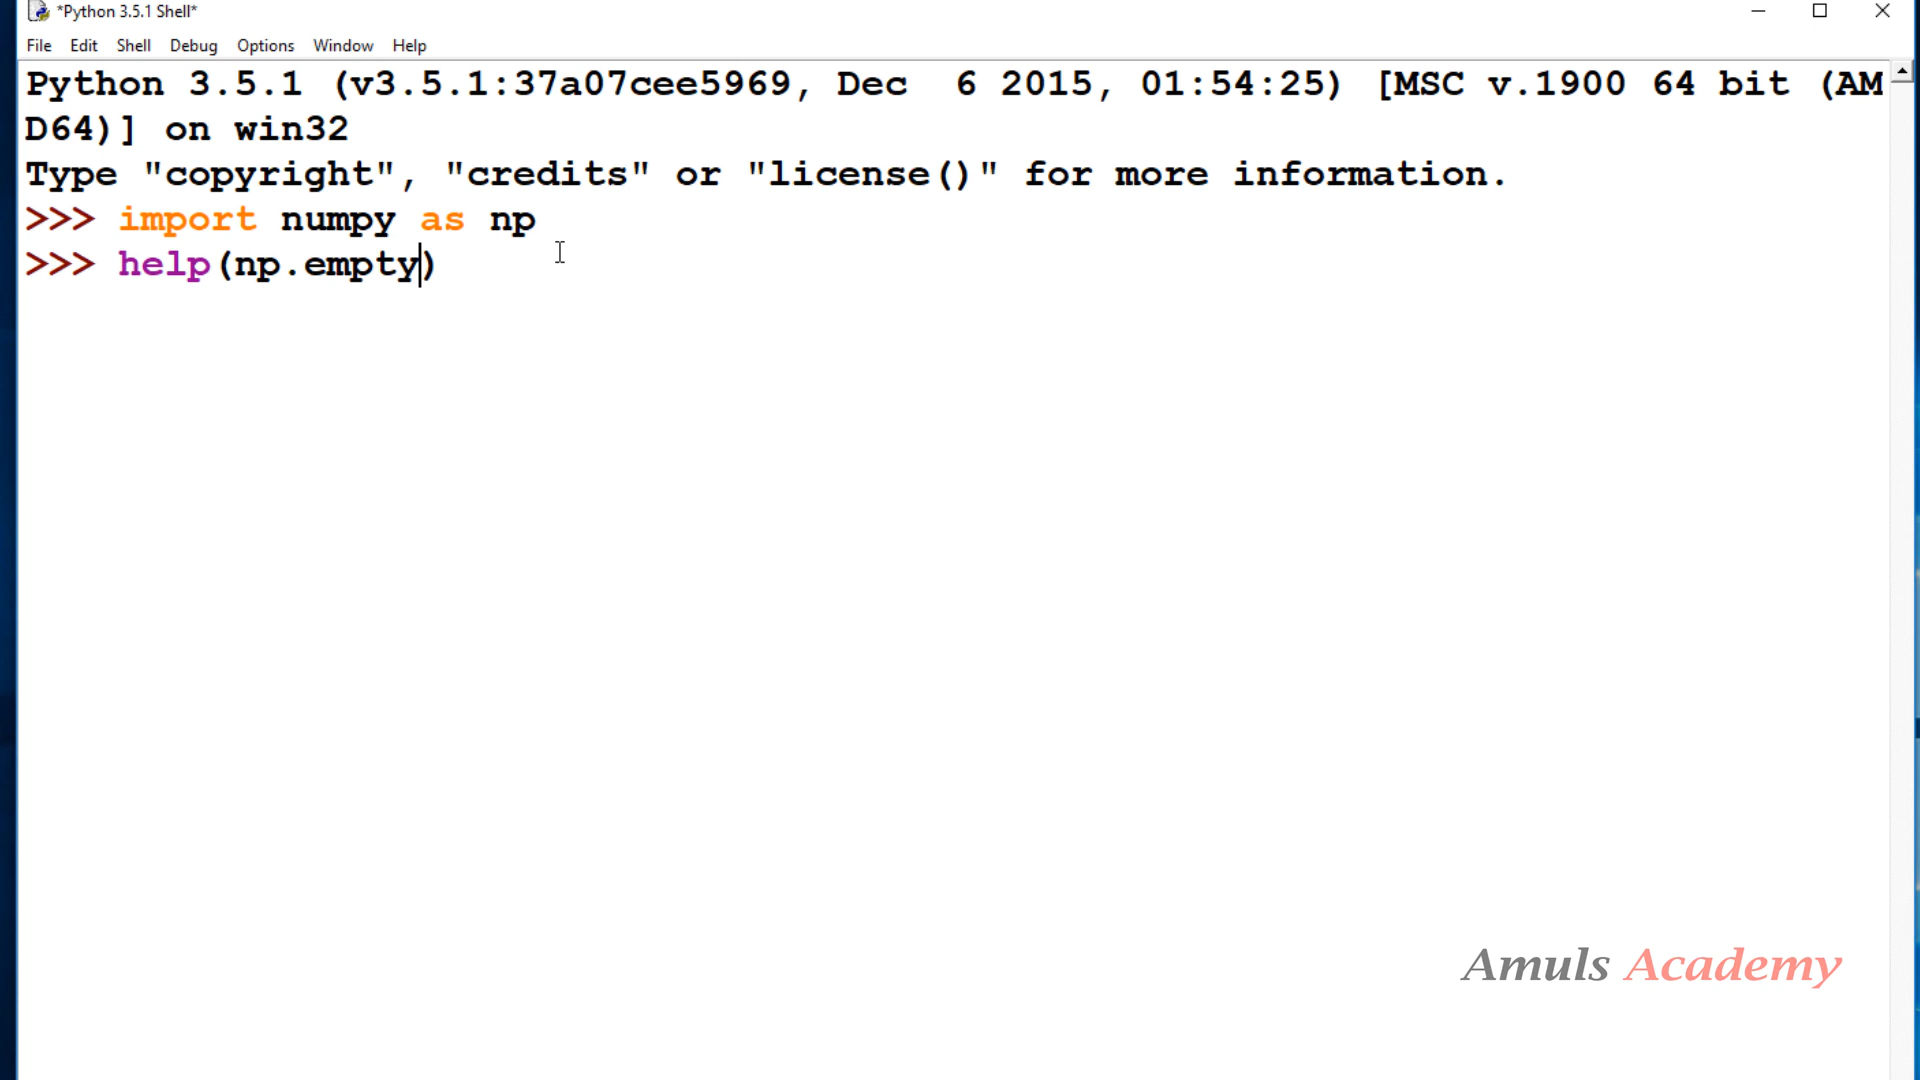 *Python 3.5.1 Shell*
File Edit Shell Debug Options Window Help
Python 3.5.1 (v3.5.1:37a07cee5969, Dec  6 2015, 01:54:25) [MSC v.1900 64 bit (AM
D64)] on win32
Type "copyright", "credits" or "license()" for more information.
>>> import numpy as np
>>> help(np.empty)
Amuls Academy